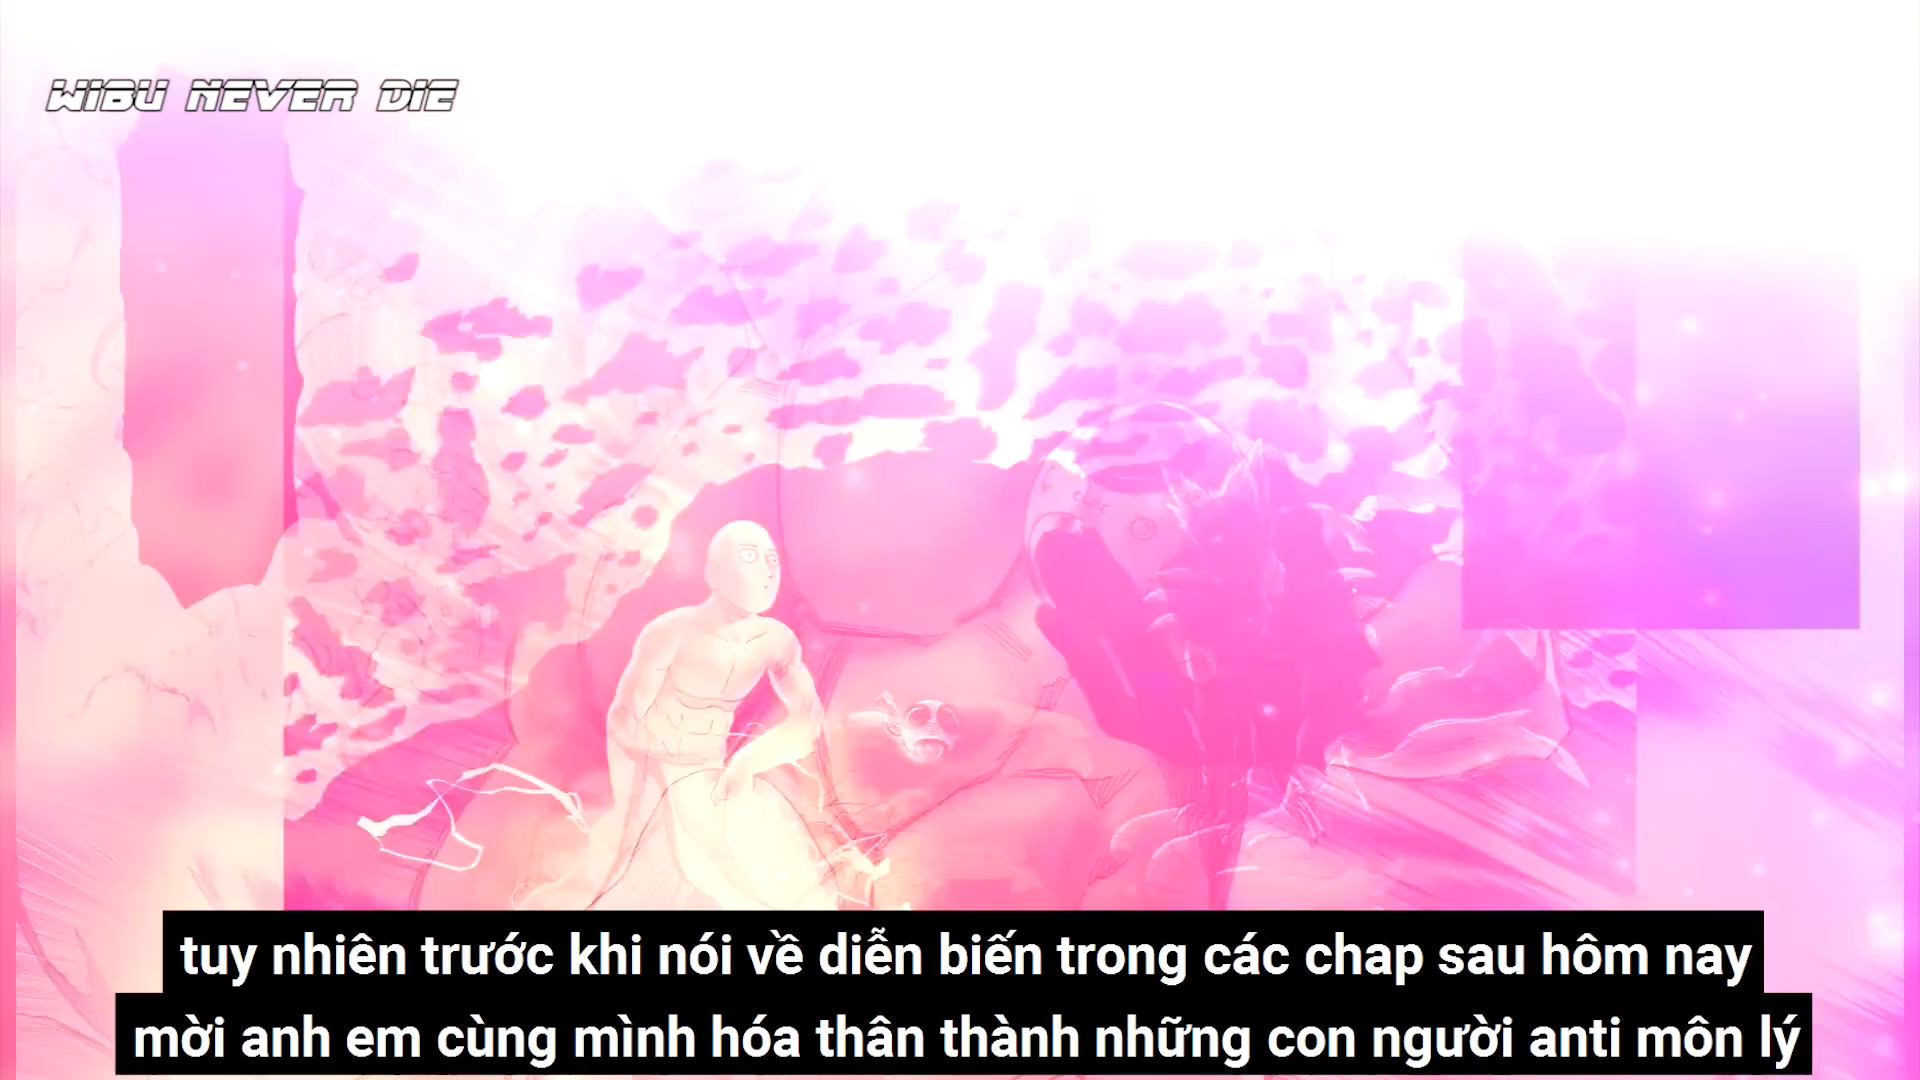 WIBU NEVER DIE
tuy nhiên trước khi nói về diễn biến trong các chap sau hôm nay
mời anh em cùng mình hóa thân thành những con người anti môn lý